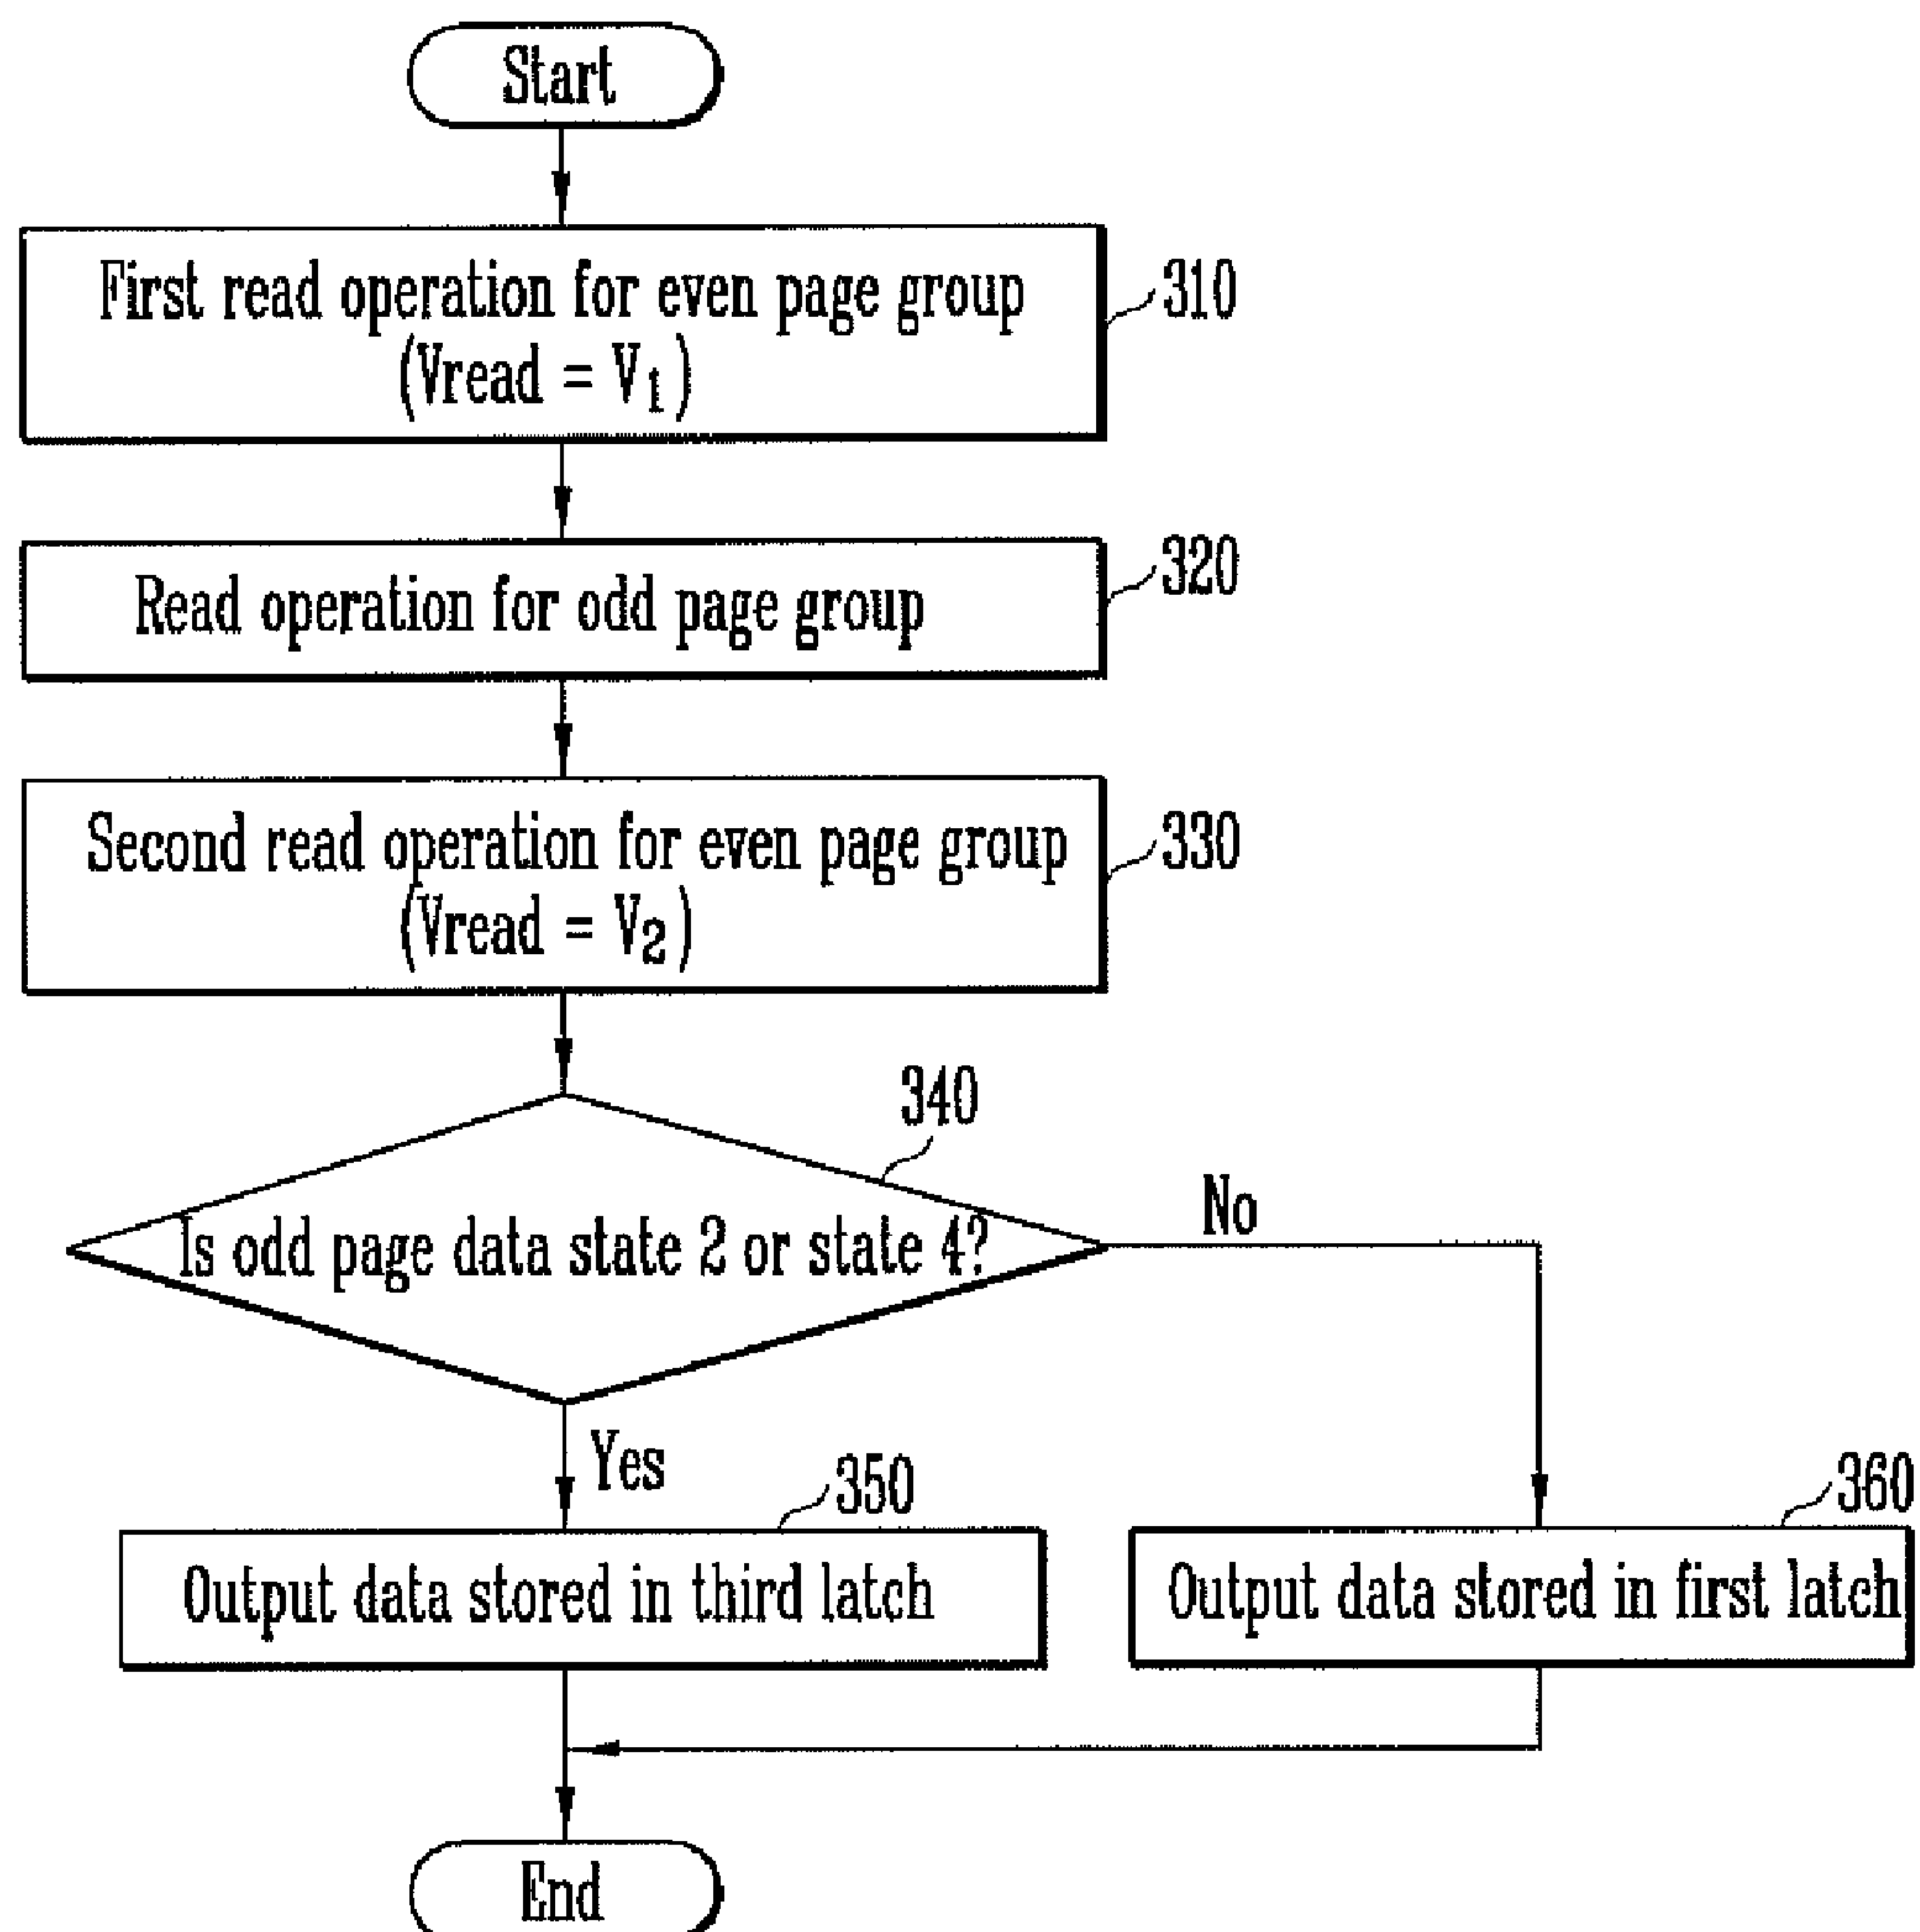 Start
First read operation for even page group
(Vread = V1)
310
Read operation for odd page group
320
Second read operation for even page group
(Vread = V2)
330
340
Is odd page data state 2 or state 4?
No
Yes
350
360
Output data stored in third latch
Output data stored in first latch
End